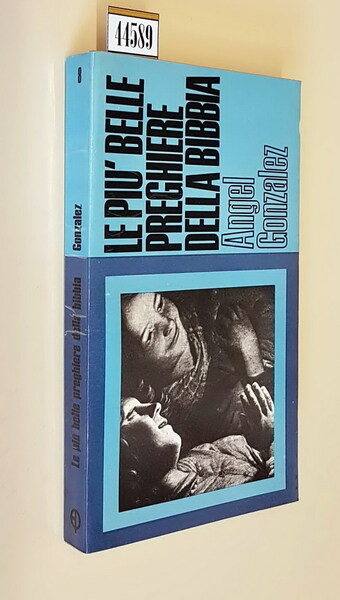 44589
LE PIU' BELLE
PREGHIERE
DELLA BIBBIA
Angel
Gonzalez
8
Gonzalez
Le più belle preghiere della bibbia